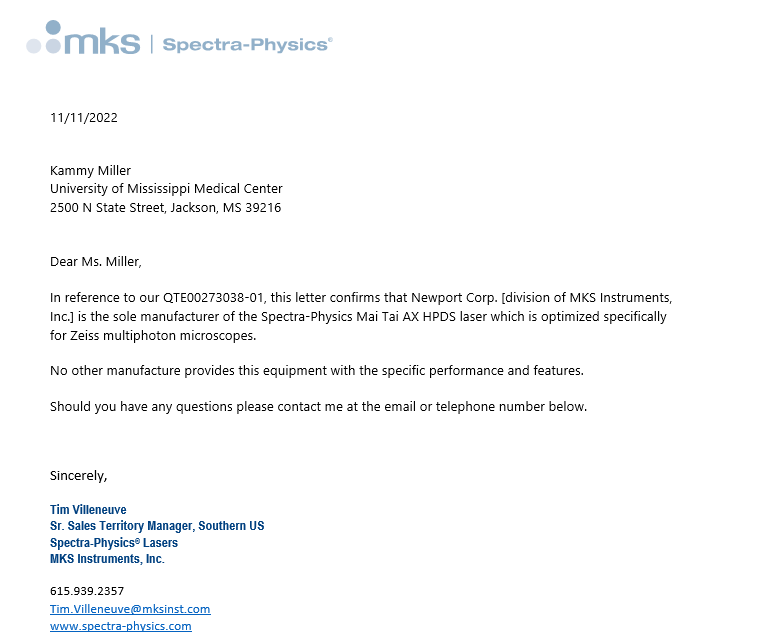 mks | Spectra-Physics®
11/11/2022
Kammy Miller
University of Mississippi Medical Center
2500 N State Street, Jackson, MS 39216
Dear Ms. Miller,
In reference to our QTE00273038-01, this letter confirms that Newport Corp. [division of MKS Instruments,
Inc.] is the sole manufacturer of the Spectra-Physics Mai Tai AX HPDS laser which is optimized specifically
for Zeiss multiphoton microscopes.
No other manufacture provides this equipment with the specific performance and features.
Should you have any questions please contact me at the email or telephone number below.
Sincerely,
Tim Villeneuve
Sr. Sales Territory Manager, Southern US
Spectra-Physics® Lasers
MKS Instruments, Inc.
615.939.2357
Tim.Villeneuve@mksinst.com
www.spectra-physics.com